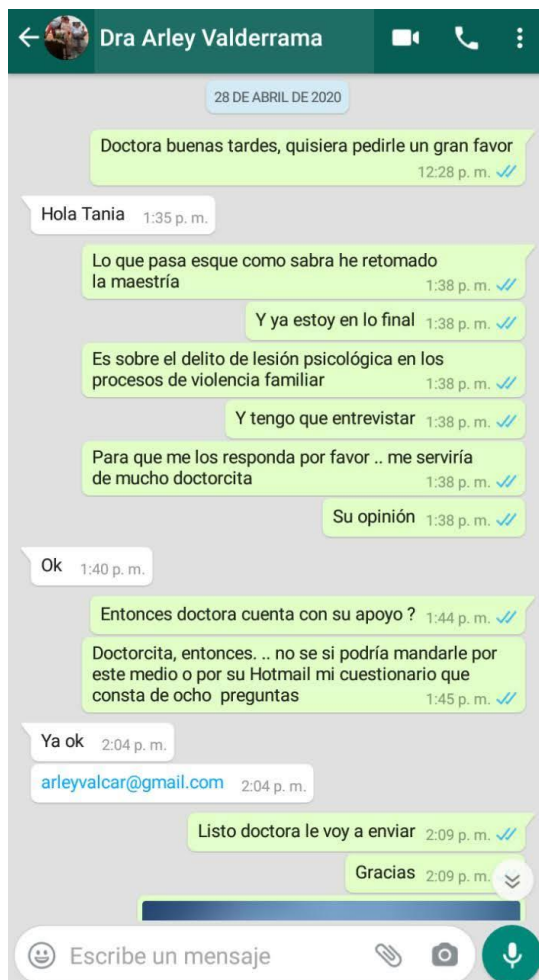 Dra Arley Valderrama
28 DE ABRIL DE 2020
Doctora buenas tardes, quisiera pedirle un gran favor
12:28 p. m.
Hola Tania 1:35 p. m.
Lo que pasa esque como sabra he retomado
la maestría 1:38 p. m.
Y ya estoy en lo final 1:38 p. m.
Es sobre el delito de lesión psicológica en los
procesos de violencia familiar 1:38 p. m.
Y tengo que entrevistar 1:38 p. m.
Para que me los responda por favor .. me serviría
de mucho doctorcita 1:38 p. m.
Su opinión 1:38 p. m.
Ok 1:40 p. m.
Entonces doctora cuenta con su apoyo ? 1:44 p. m.
Doctorcita, entonces. .. no se si podría mandarle por
este medio o por su Hotmail mi cuestionario que
consta de ocho preguntas 1:45 p. m.
Ya ok 2:04 p. m.
arleyvalcar@gmail.com 2:04 p. m.
Listo doctora le voy a enviar 2:09 p. m.
Gracias 2:09 p. m.
Escribe un mensaje